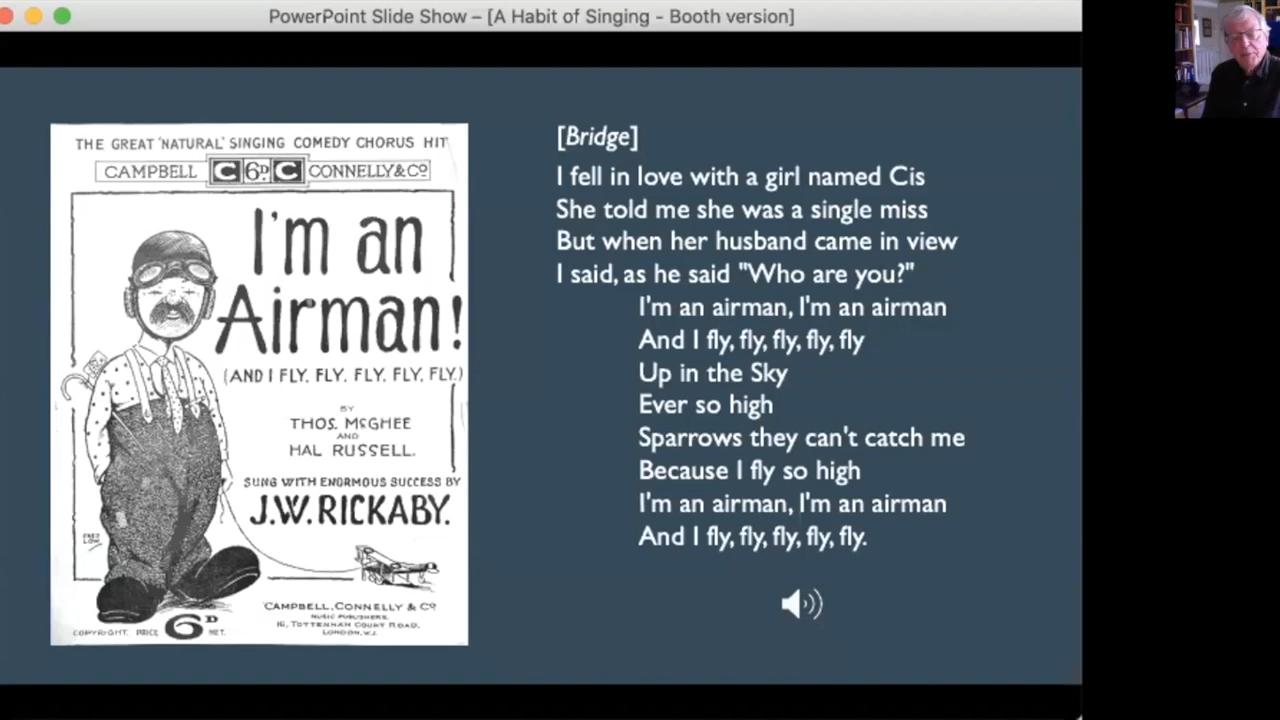 PowerPoint Slide Show – [A Habit of Singing - Booth version]
THE GREAT 'NATURAL' SINGING COMEDY CHORUS HIT
CAMPBELL C 6D. C CONNELLY & Co
I'm an
Airman!
(AND I FLY, FLY, FLY, FLY, FLY.)
BY
THOS. McGHEE
AND
HAL RUSSELL.
SUNG WITH ENORMOUS SUCCESS BY
J.W. RICKABY.
CAMPBELL, CONNELLY & Co
MUSIC PUBLISHERS.
TOTTENHAM COURT ROAD,
LONDON, W.1.
COPYRIGHT. PRICE 6D NET.
[Bridge]
I fell in love with a girl named Cis
She told me she was a single miss
But when her husband came in view
I said, as he said "Who are you?"
I'm an airman, I'm an airman
And I fly, fly, fly, fly, fly
Up in the Sky
Ever so high
Sparrows they can't catch me
Because I fly so high
I'm an airman, I'm an airman
And I fly, fly, fly, fly, fly.